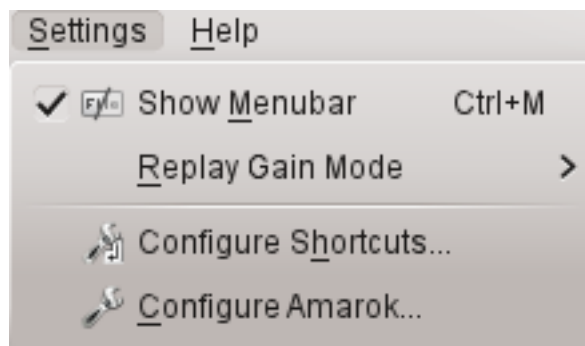 Settings Help
Show Menubar Ctrl+M
Replay Gain Mode
Configure Shortcuts...
Configure Amarok...